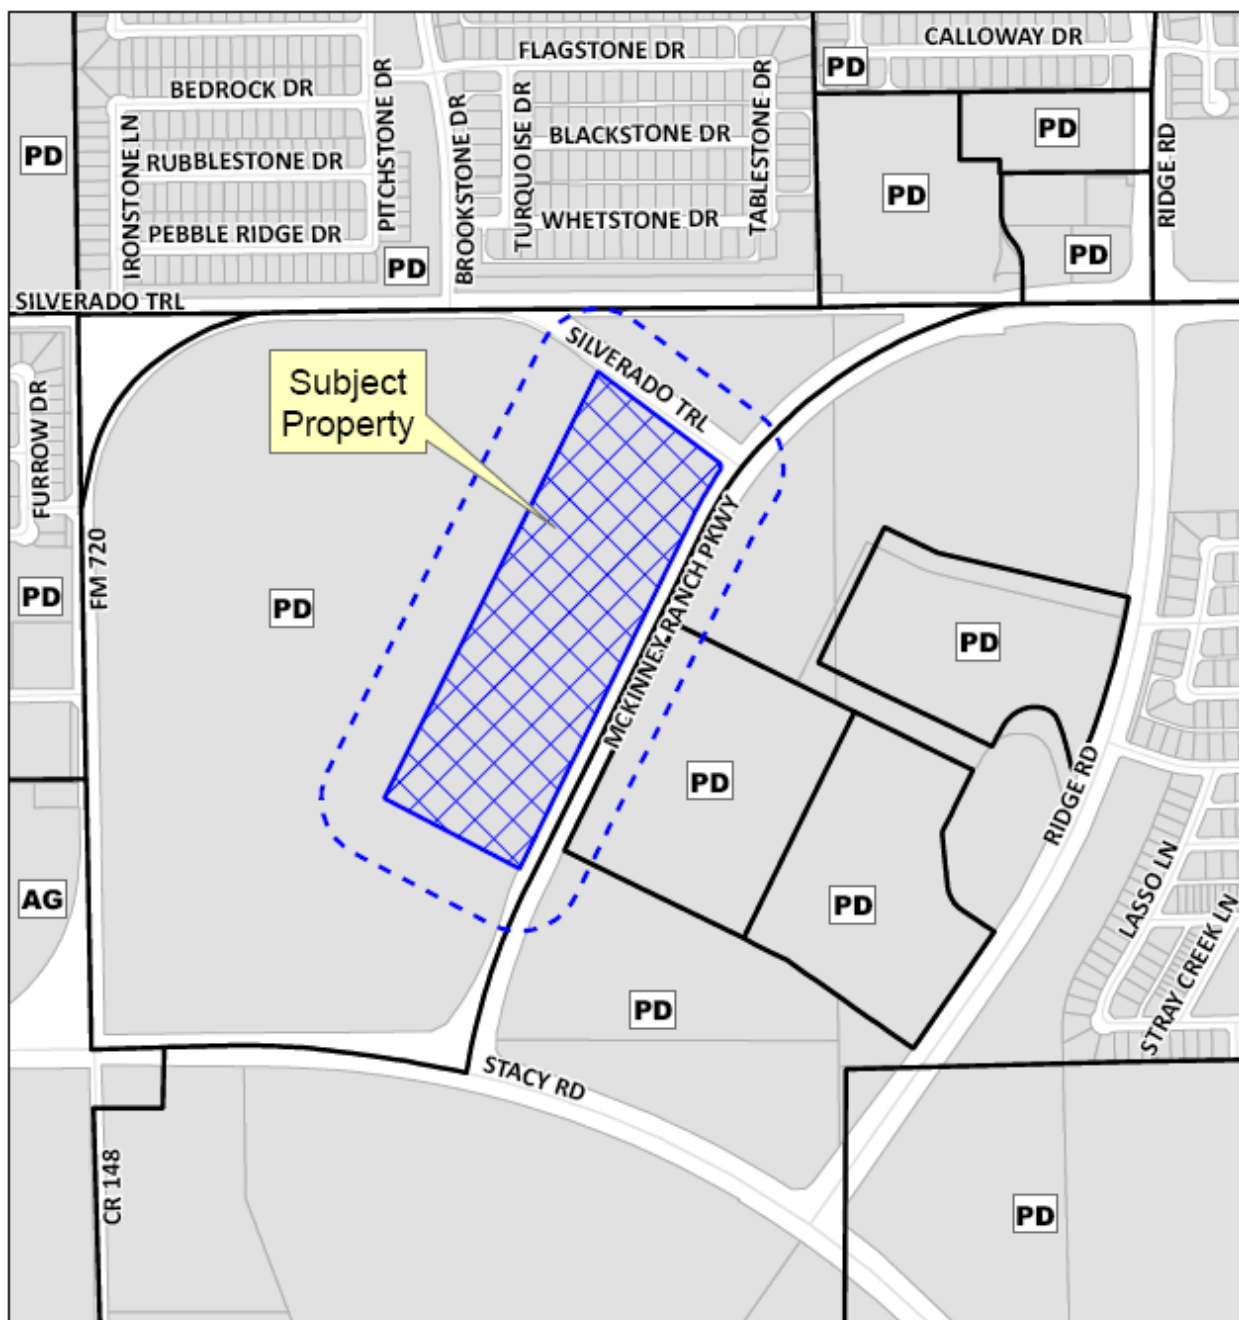 CALLOWAY DR
FLAGSTONE DR
PD
BEDROCK DR
PITCHSTONE DR
TABLESTONE DR
TURQUOISE DR
BROOKSTONE DR
IRONSTONE LN
BLACKSTONE DR
PD
RIDGE RD
PD
RUBBLESTONE DR
PD
WHETSTONE DR
PEBBLE RIDGE DR
PD
PD
SILVERADO TRL
SILVERADO TRL
Subject
Property
FURROW DR
FM 720
PD
PD
MCKINNEY RANCH PKWY
PD
PD
RIDGE RD
AG
PD
LASSO LN
STRAY CREEK LN
PD
STACY RD
CR 148
PD